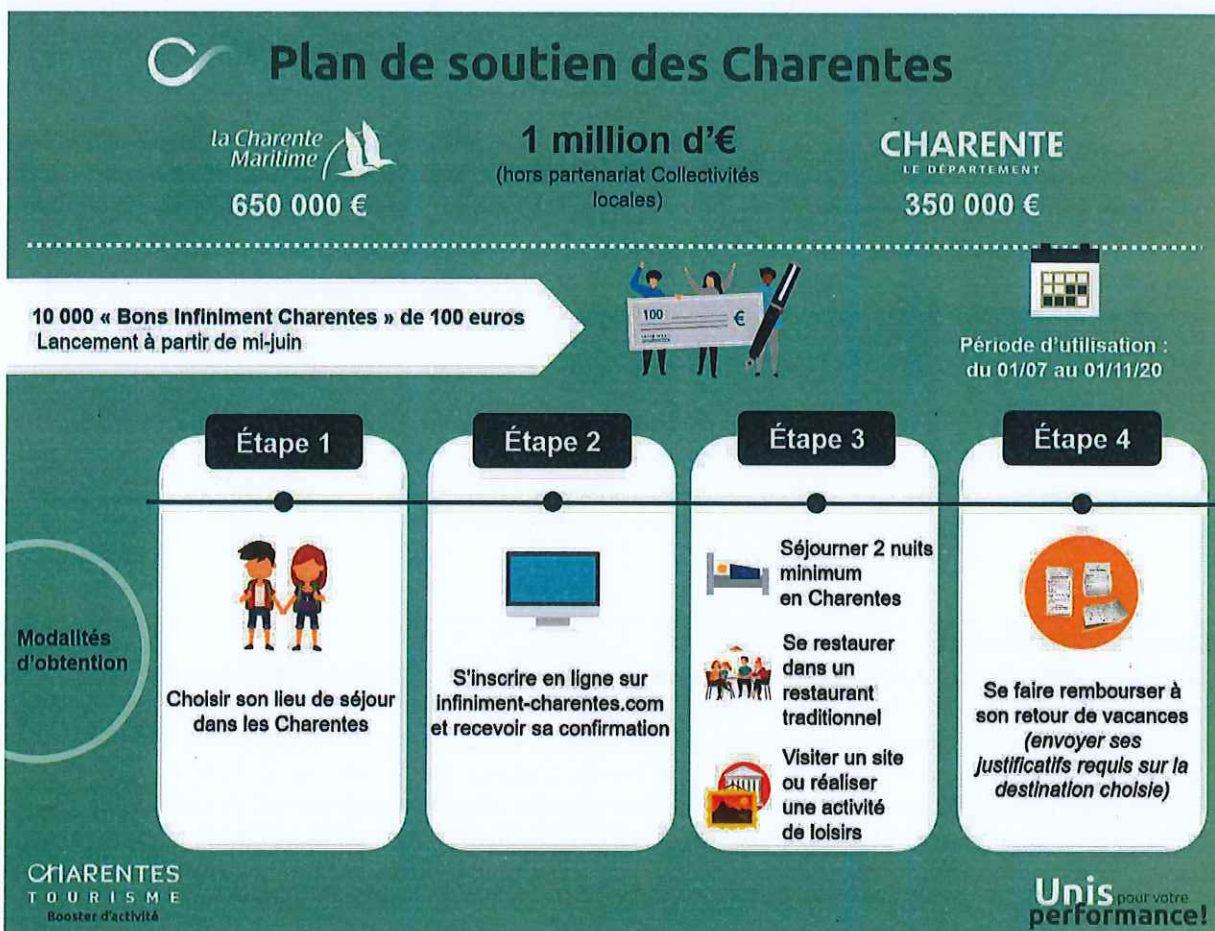 Plan de soutien des Charentes
la Charente
Maritime
650 000 €
1 million d'€
(hors partenariat Collectivités
locales)
CHARENTE
LE DÉPARTEMENT
350 000 €
10 000 « Bons Infiniment Charentes » de 100 euros
Lancement à partir de mi-juin
100
€
Période d'utilisation :
du 01/07 au 01/11/20
Modalités
d'obtention
Étape 1
Choisir son lieu de séjour
dans les Charentes
Étape 2
S'inscrire en ligne sur
infiniment-charentes.com
et recevoir sa confirmation
Étape 3
Séjourner 2 nuits
minimum
en Charentes
Se restaurer
dans un
restaurant
traditionnel
Visiter un site
ou réaliser
une activité
de loisirs
Étape 4
Se faire rembourser à
son retour de vacances
(envoyer ses
justificatifs requis sur la
destination choisie)
CHARENTES
TOURISME
Booster d'activité
Unis pour votre
performance!